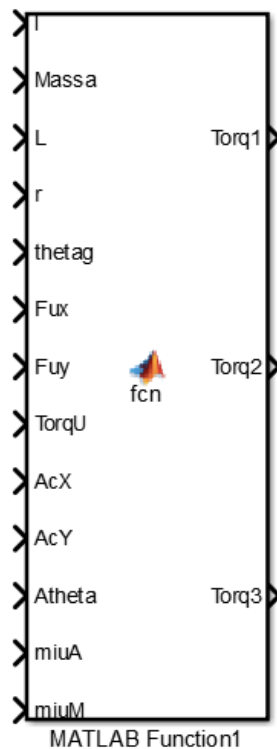 I
Massa
L
Torq1
r
thetag
Fux
Fuy
Torq2
fcn
TorqU
AcX
AcY
Atheta
Torq3
miuA
miuM
MATLAB Function1